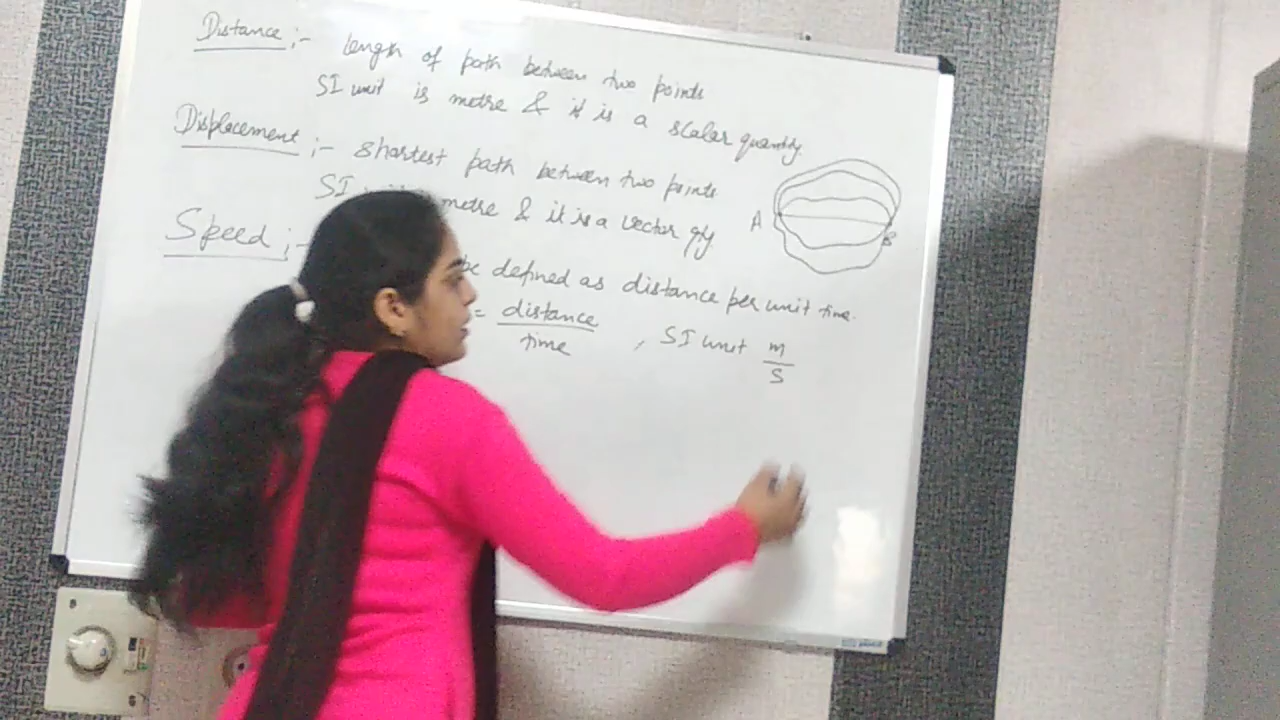 Distance :- length of path between two points
SI unit is metre & it is a scalar quantity.
Displacement :- shortest path between two points
SI metre & it is a vector qty
A B
Speed :- be defined as distance per unit time.
= distance / time , SI unit m / s